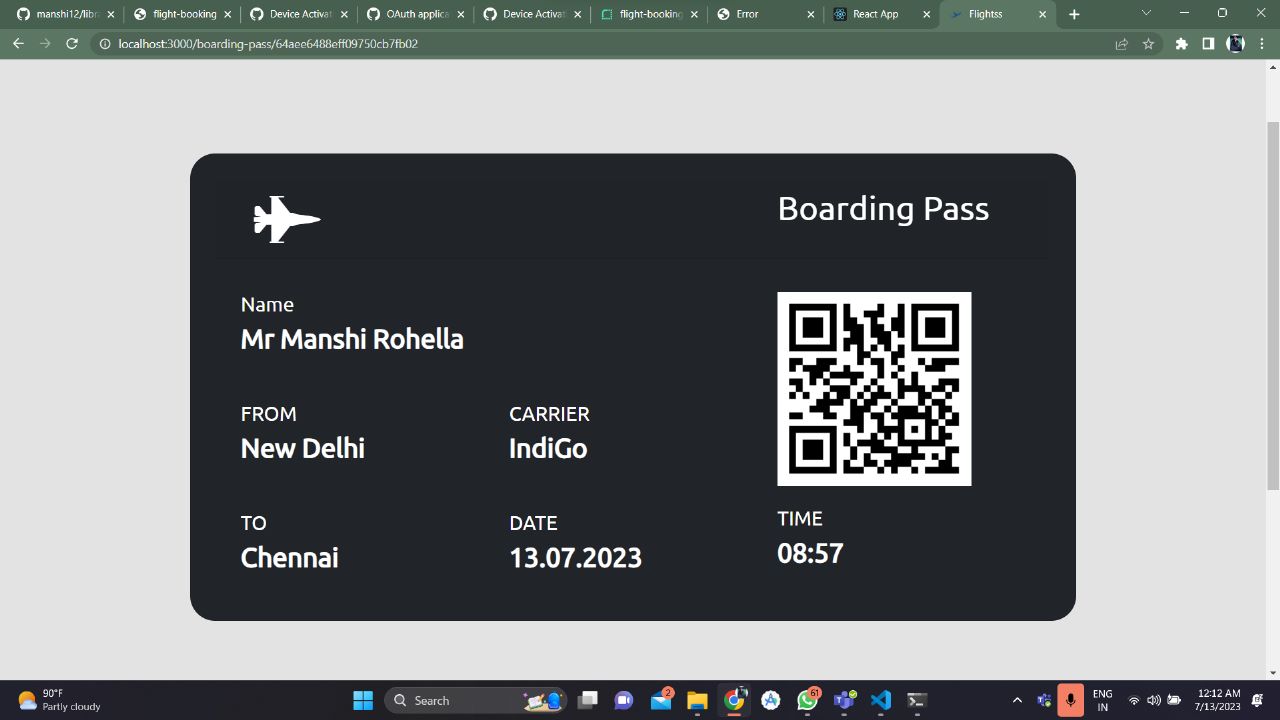 manshi12/libra
flight-booking
Device Activat
OAuth applica
Device Activati
flight-booking
Error
React App
Flightss
localhost:3000/boarding-pass/64aee6488eff09750cb7fb02
Boarding Pass
Name
Mr Manshi Rohella
FROM
New Delhi
CARRIER
IndiGo
TO
Chennai
DATE
13.07.2023
TIME
08:57
90°F
Partly cloudy
Search
2
61
ENG
IN
12:12 AM
7/13/2023